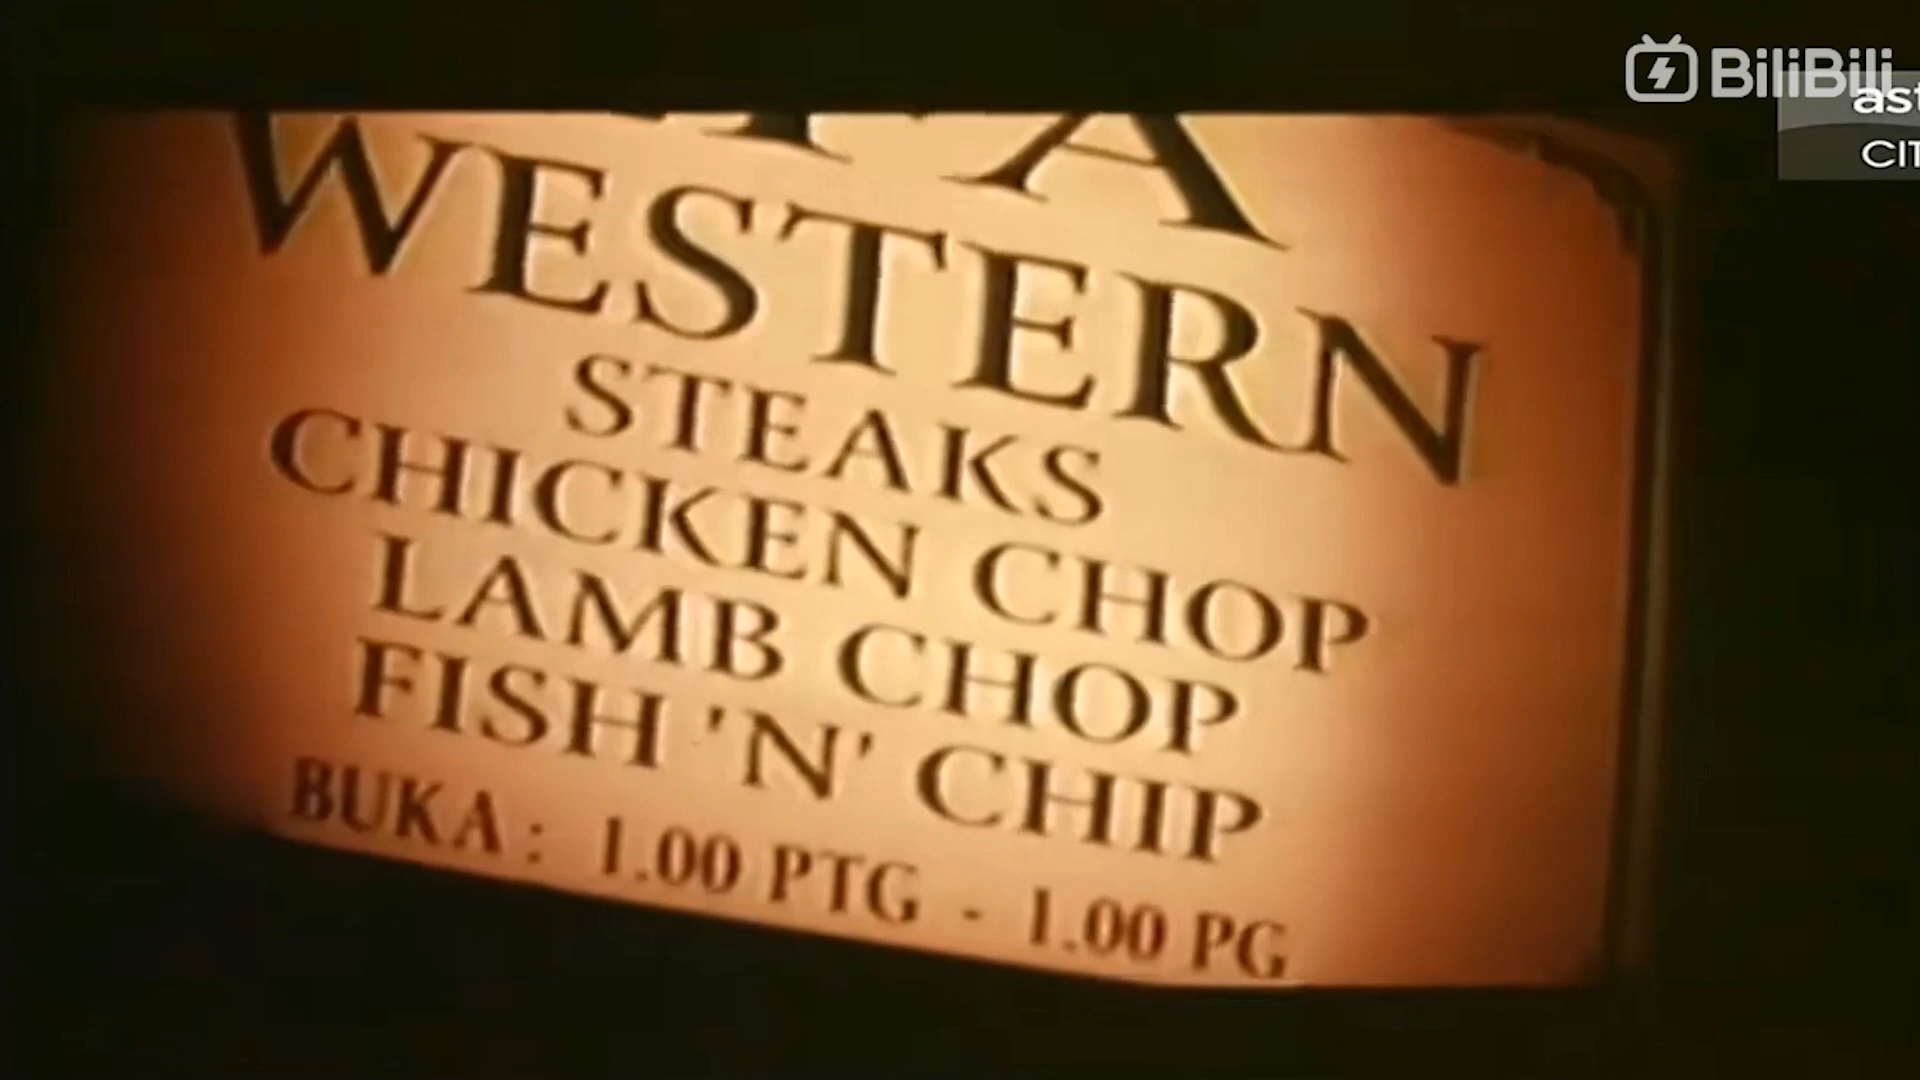 BiliBili
WESTERN
STEAKS
CHICKEN CHOP
LAMB CHOP
FISH 'N' CHIP
BUKA : 1.00 PTG - 1.00 PG